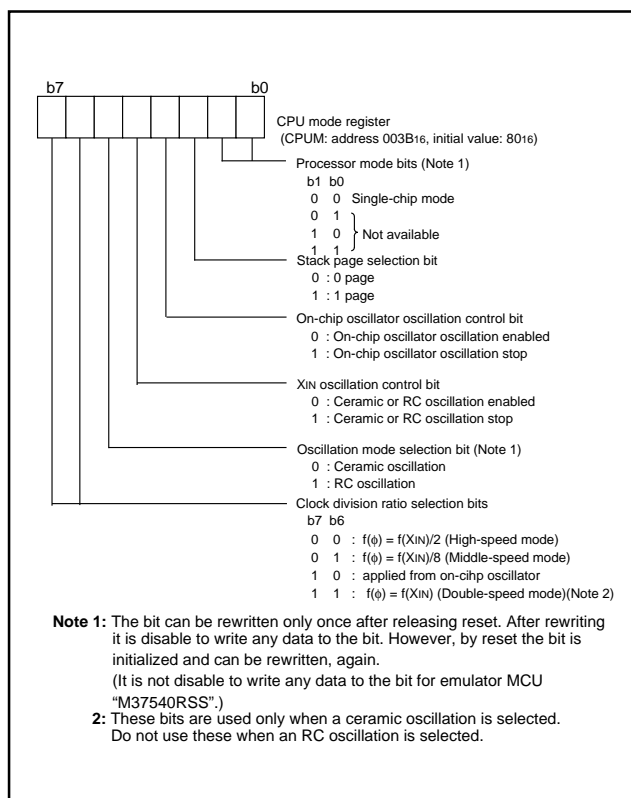 b7 b0
CPU mode register
(CPUM: address 003B16, initial value: 8016)
Processor mode bits (Note 1)
b1 b0
0 0 Single-chip mode
0 1
1 0 Not available
1 1
Stack page selection bit
0 : 0 page
1 : 1 page
On-chip oscillator oscillation control bit
0 : On-chip oscillator oscillation enabled
1 : On-chip oscillator oscillation stop
XIN oscillation control bit
0 : Ceramic or RC oscillation enabled
1 : Ceramic or RC oscillation stop
Oscillation mode selection bit (Note 1)
0 : Ceramic oscillation
1 : RC oscillation
Clock division ratio selection bits
b7 b6
0 0 : f(φ) = f(XIN)/2 (High-speed mode)
0 1 : f(φ) = f(XIN)/8 (Middle-speed mode)
1 0 : applied from on-cihp oscillator
1 1 : f(φ) = f(XIN) (Double-speed mode)(Note 2)
Note 1: The bit can be rewritten only once after releasing reset. After rewriting
it is disable to write any data to the bit. However, by reset the bit is
initialized and can be rewritten, again.
(It is not disable to write any data to the bit for emulator MCU
“M37540RSS”.)
2: These bits are used only when a ceramic oscillation is selected.
Do not use these when an RC oscillation is selected.